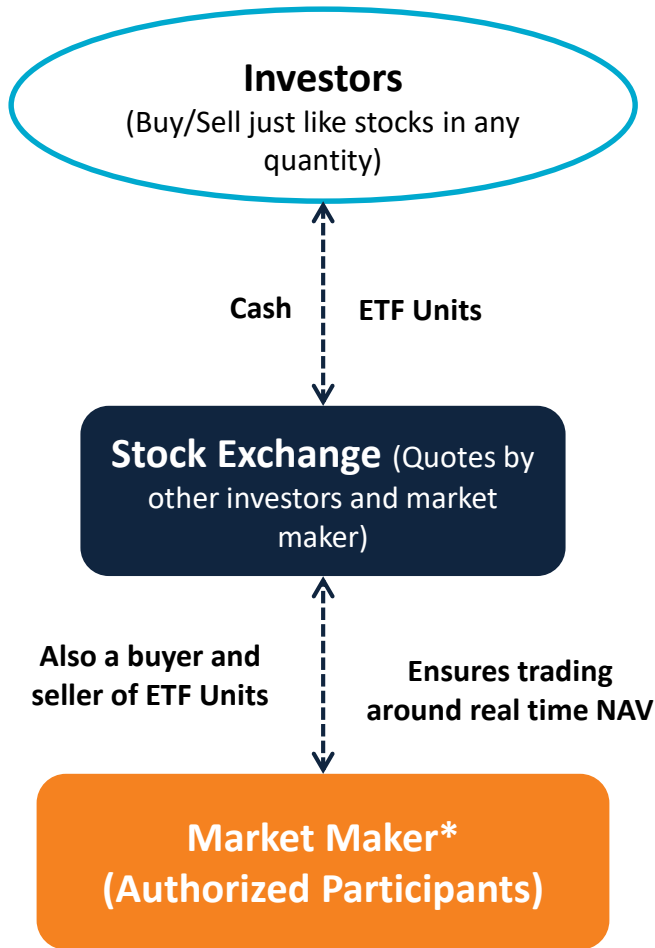 Investors
(Buy/Sell just like stocks in any
quantity)
Cash
ETF Units
Stock Exchange (Quotes by
other investors and market
maker)
Also a buyer and
seller of ETF Units
Ensures trading
around real time NAV
Market Maker*
(Authorized Participants)